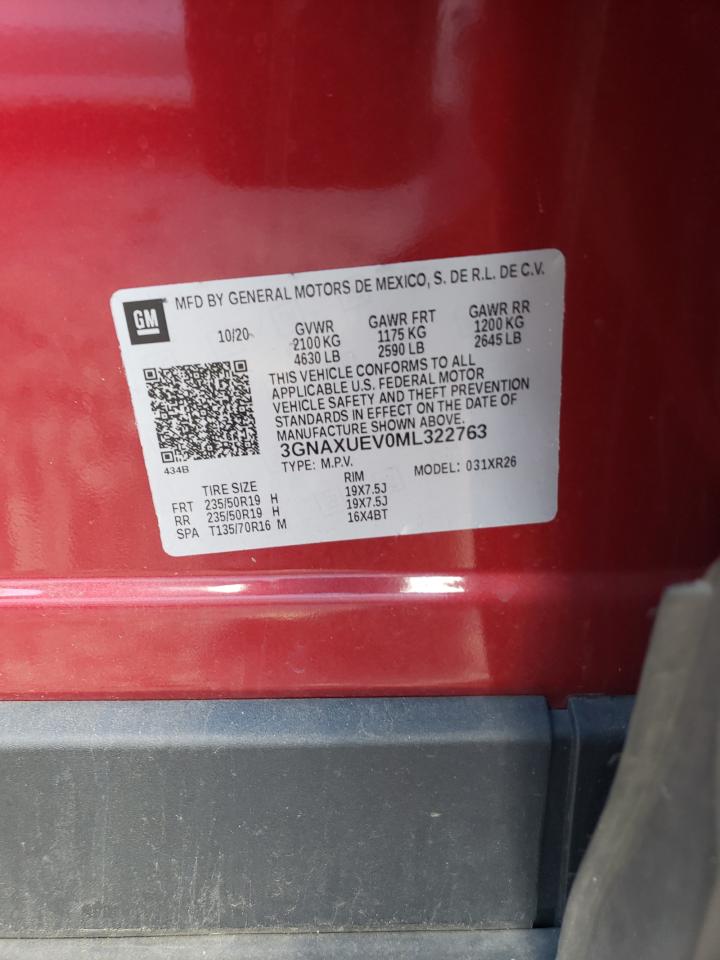 GM MFD BY GENERAL MOTORS DE MEXICO, S. DE R.L. DE C.V.
10/20 GVWR GAWR FRT GAWR RR
2100 KG 1175 KG 1200 KG
4630 LB 2590 LB 2645 LB
THIS VEHICLE CONFORMS TO ALL
APPLICABLE U.S. FEDERAL MOTOR
VEHICLE SAFETY AND THEFT PREVENTION
STANDARDS IN EFFECT ON THE DATE OF
MANUFACTURE SHOWN ABOVE.
434B
3GNAXUEV0ML322763
TYPE: M.P.V. MODEL: 031XR26
TIRE SIZE RIM
FRT 235/50R19 H 19X7.5J
RR 235/50R19 H 19X7.5J
SPA T135/70R16 M 16X4BT